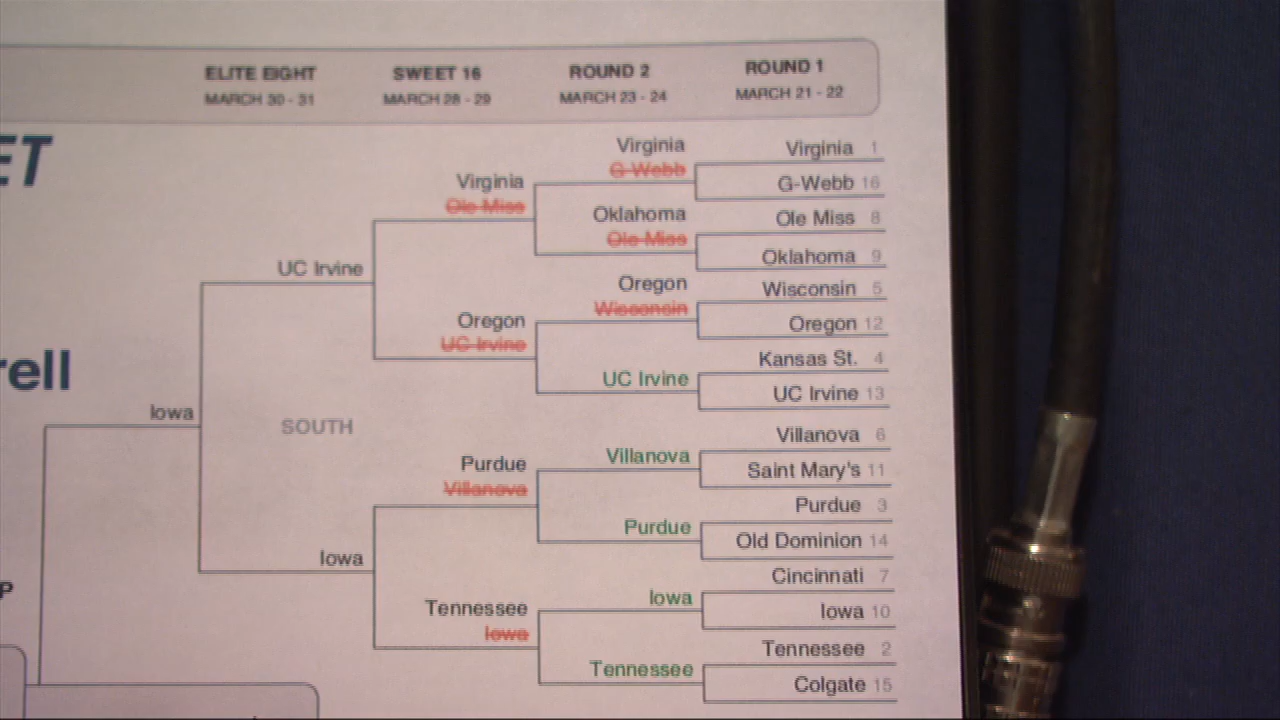 ELITE EIGHT SWEET 16 ROUND 2 ROUND 1
MARCH 30 - 31 MARCH 28 - 29 MARCH 23 - 24 MARCH 21 - 22
ET
rell
P
SOUTH
Iowa
UC Irvine
Iowa
Virginia
Ole Miss
Oregon
UC Irvine
Purdue
Villanova
Tennessee
Iowa
Virginia
G-Webb
Oklahoma
Ole Miss
Oregon
Wisconsin
UC Irvine
Villanova
Purdue
Iowa
Tennessee
Virginia 1
G-Webb 16
Ole Miss 8
Oklahoma 9
Wisconsin 5
Oregon 12
Kansas St. 4
UC Irvine 13
Villanova 6
Saint Mary's 11
Purdue 3
Old Dominion 14
Cincinnati 7
Iowa 10
Tennessee 2
Colgate 15